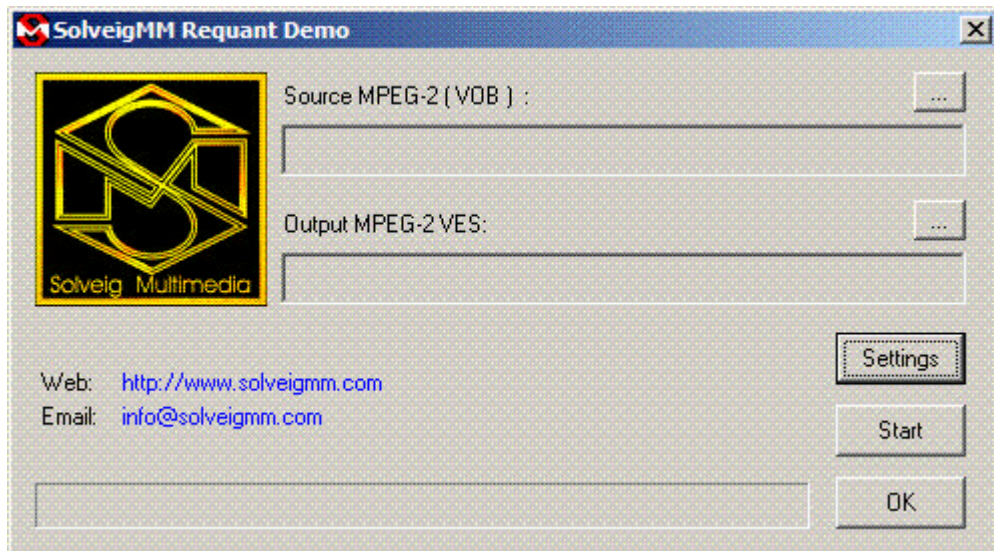 SolveigMM Requant Demo
Source MPEG-2 ( VOB ) :
...
Output MPEG-2 VES:
...
Solveig Multimedia
Settings
Web: http://www.solveigmm.com
Email: info@solveigmm.com
Start
OK